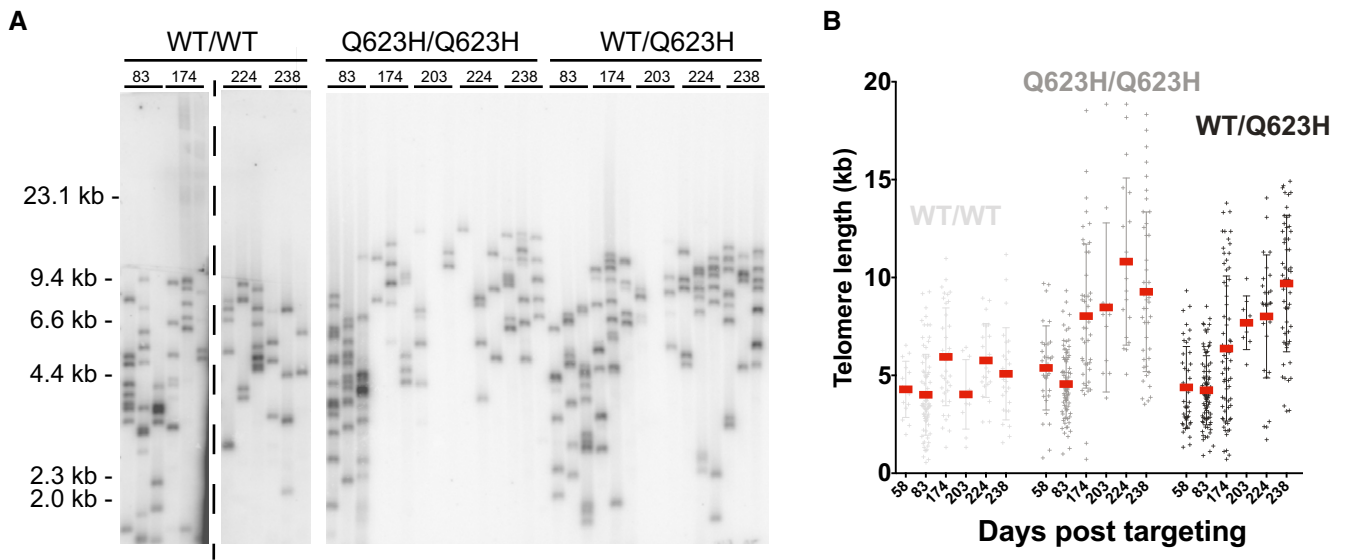 A
WT/WT Q623H/Q623H WT/Q623H
83 174 224 238 83 174 203 224 238 83 174 203 224 238
23.1 kb -
9.4 kb -
6.6 kb -
4.4 kb -
2.3 kb -
2.0 kb -
B
Q623H/Q623H
WT/Q623H
WT/WT
Telomere length (kb)
20
15
10
5
0
58 83 174 203 224 238 58 83 174 203 224 238 58 83 174 203 224 238
Days post targeting